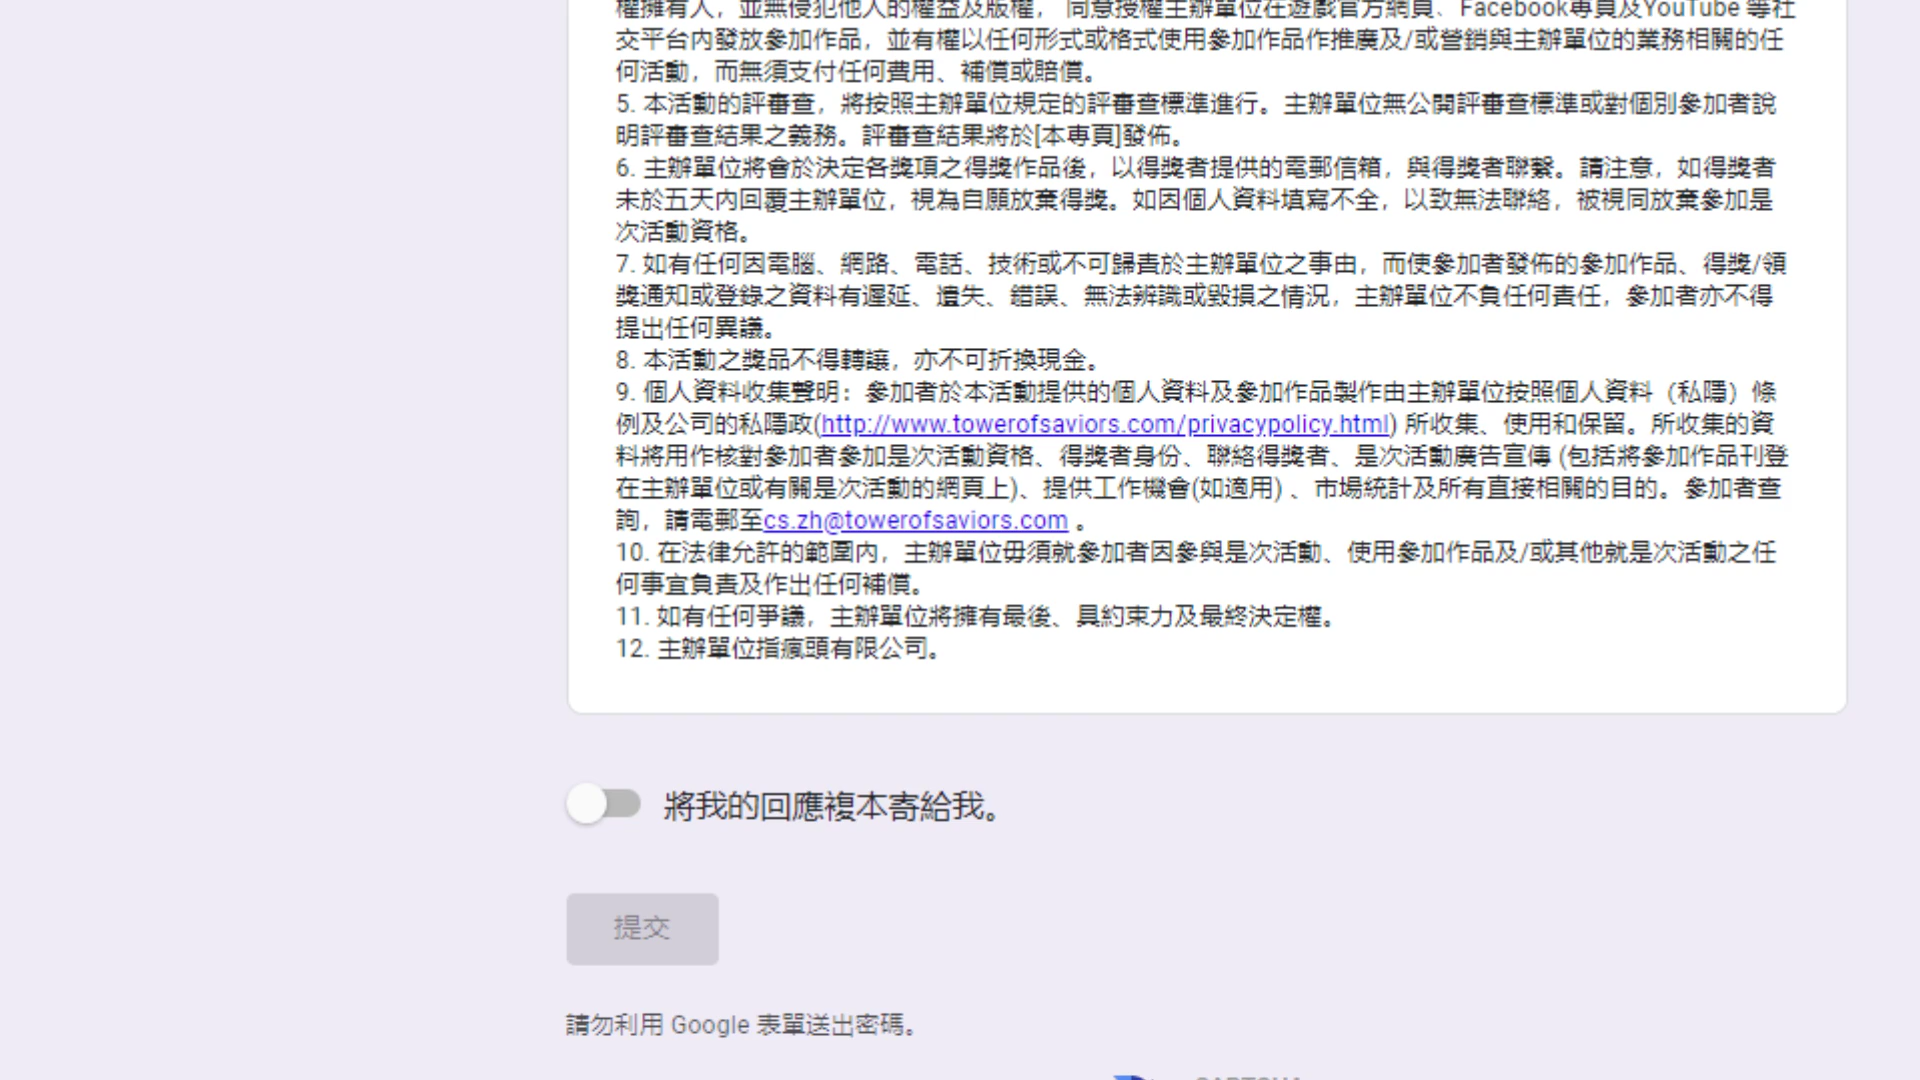 權擁有人，並無侵犯他人的權益及版權， 同意授權主辦單位在遊戲官方網頁、Facebook專頁及YouTube 等社
交平台內發放參加作品，並有權以任何形式或格式使用參加作品作推廣及/或營銷與主辦單位的業務相關的任
何活動，而無須支付任何費用、補償或賠償。
5. 本活動的評審查，將按照主辦單位規定的評審查標準進行。主辦單位無公開評審查標準或對個別參加者說
明評審查結果之義務。評審查結果將於[本專頁]發佈。
6. 主辦單位將會於決定各獎項之得獎作品後，以得獎者提供的電郵信箱，與得獎者聯繫。請注意，如得獎者
未於五天內回覆主辦單位，視為自願放棄得獎。如因個人資料填寫不全，以致無法聯絡，被視同放棄參加是
次活動資格。
7. 如有任何因電腦、網路、電話、技術或不可歸責於主辦單位之事由，而使參加者發佈的參加作品、得獎/領
獎通知或登錄之資料有遲延、遺失、錯誤、無法辨識或毀損之情況，主辦單位不負任何責任，參加者亦不得
提出任何異議。
8. 本活動之獎品不得轉讓，亦不可折換現金。
9. 個人資料收集聲明：參加者於本活動提供的個人資料及參加作品製作由主辦單位按照個人資料（私隱）條
例及公司的私隱政(http://www.towerofsaviors.com/privacypolicy.html) 所收集、使用和保留。所收集的資
料將用作核對參加者參加是次活動資格、得獎者身份、聯絡得獎者、是次活動廣告宣傳 (包括將參加作品刊登
在主辦單位或有關是次活動的網頁上)、提供工作機會(如適用) 、市場統計及所有直接相關的目的。參加者查
詢，請電郵至cs.zh@towerofsaviors.com 。
10. 在法律允許的範圍內，主辦單位毋須就參加者因參與是次活動、使用參加作品及/或其他就是次活動之任
何事宜負責及作出任何補償。
11. 如有任何爭議，主辦單位將擁有最後、具約束力及最終決定權。
12. 主辦單位指瘋頭有限公司。
將我的回應複本寄給我。
提交
請勿利用 Google 表單送出密碼。